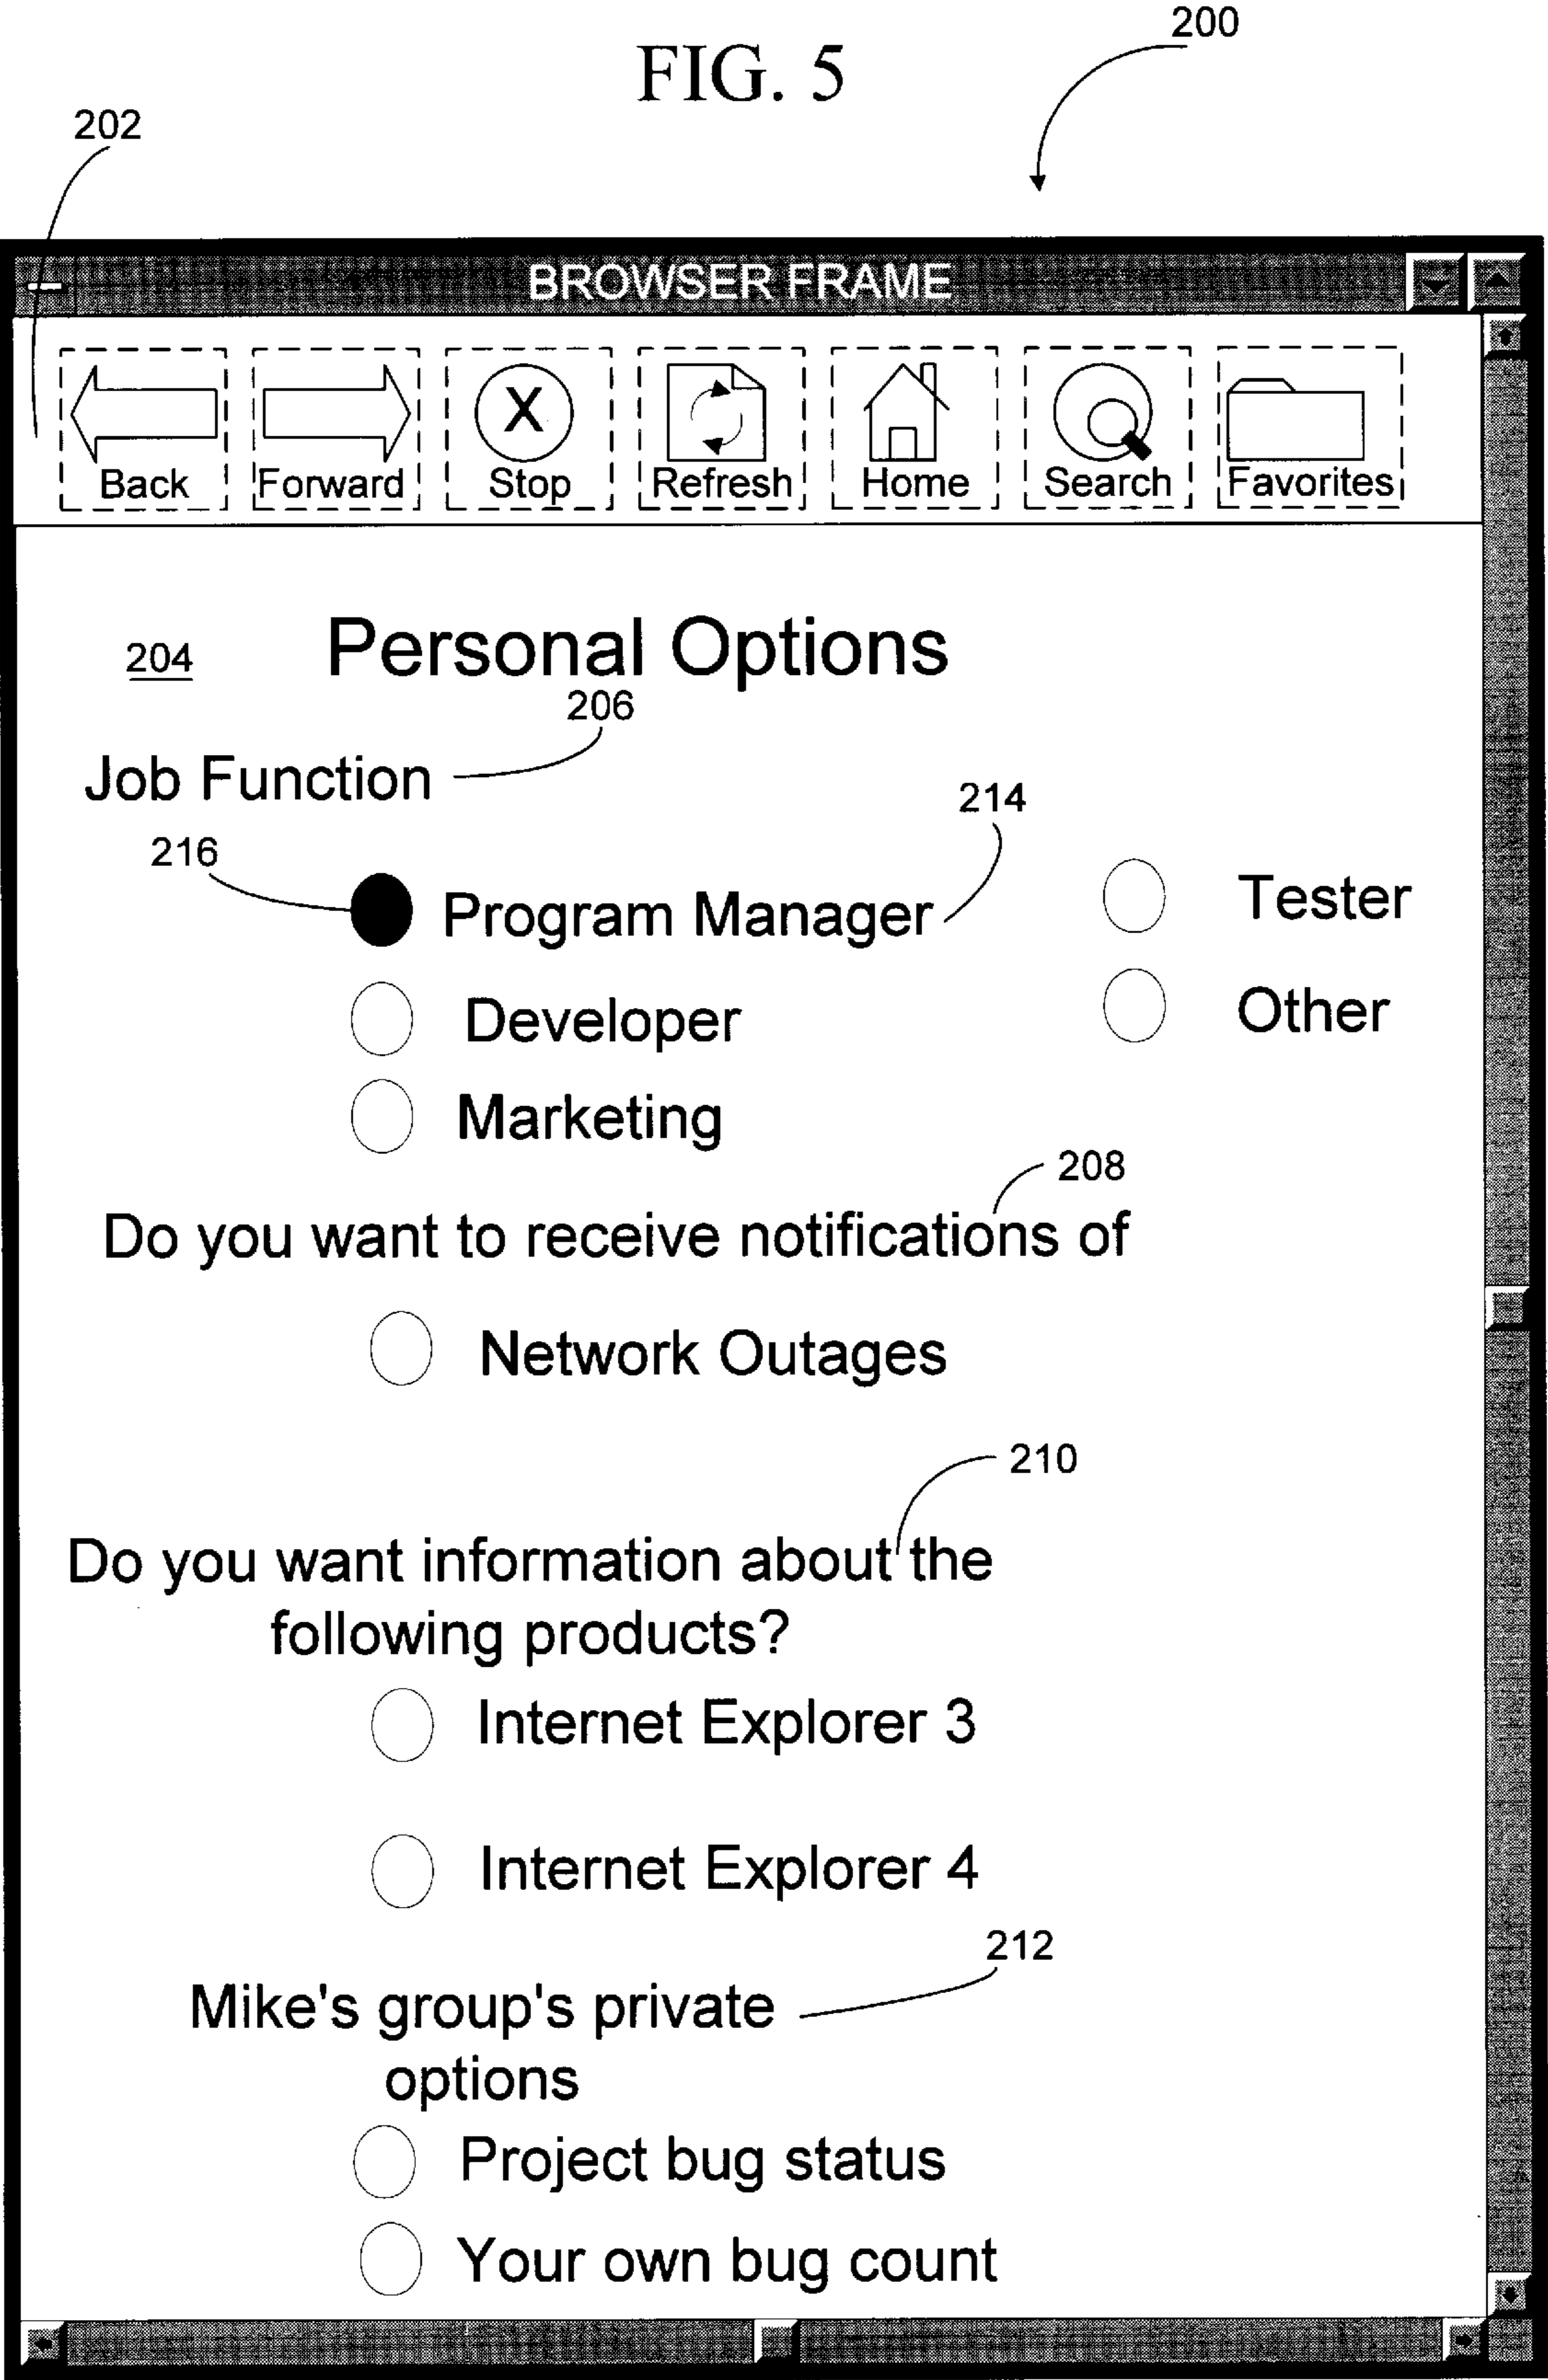 200
FIG. 5
202
BROWSER FRAME
X
Back Forward Stop Refresh Home Search Favorites
204 Personal Options
206
Job Function
214
216
Program Manager Tester
Developer Other
Marketing
208
Do you want to receive notifications of
Network Outages
210
Do you want information about the
following products?
Internet Explorer 3
Internet Explorer 4
212
Mike's group's private
options
Project bug status
Your own bug count